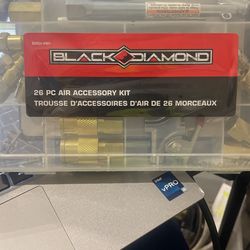 BLACK DIAMOND
26 PC AIR ACCESSORY KIT
TROUSSE D'ACCESSOIRES D'AIR DE 26 MORCEAUX
vPRO